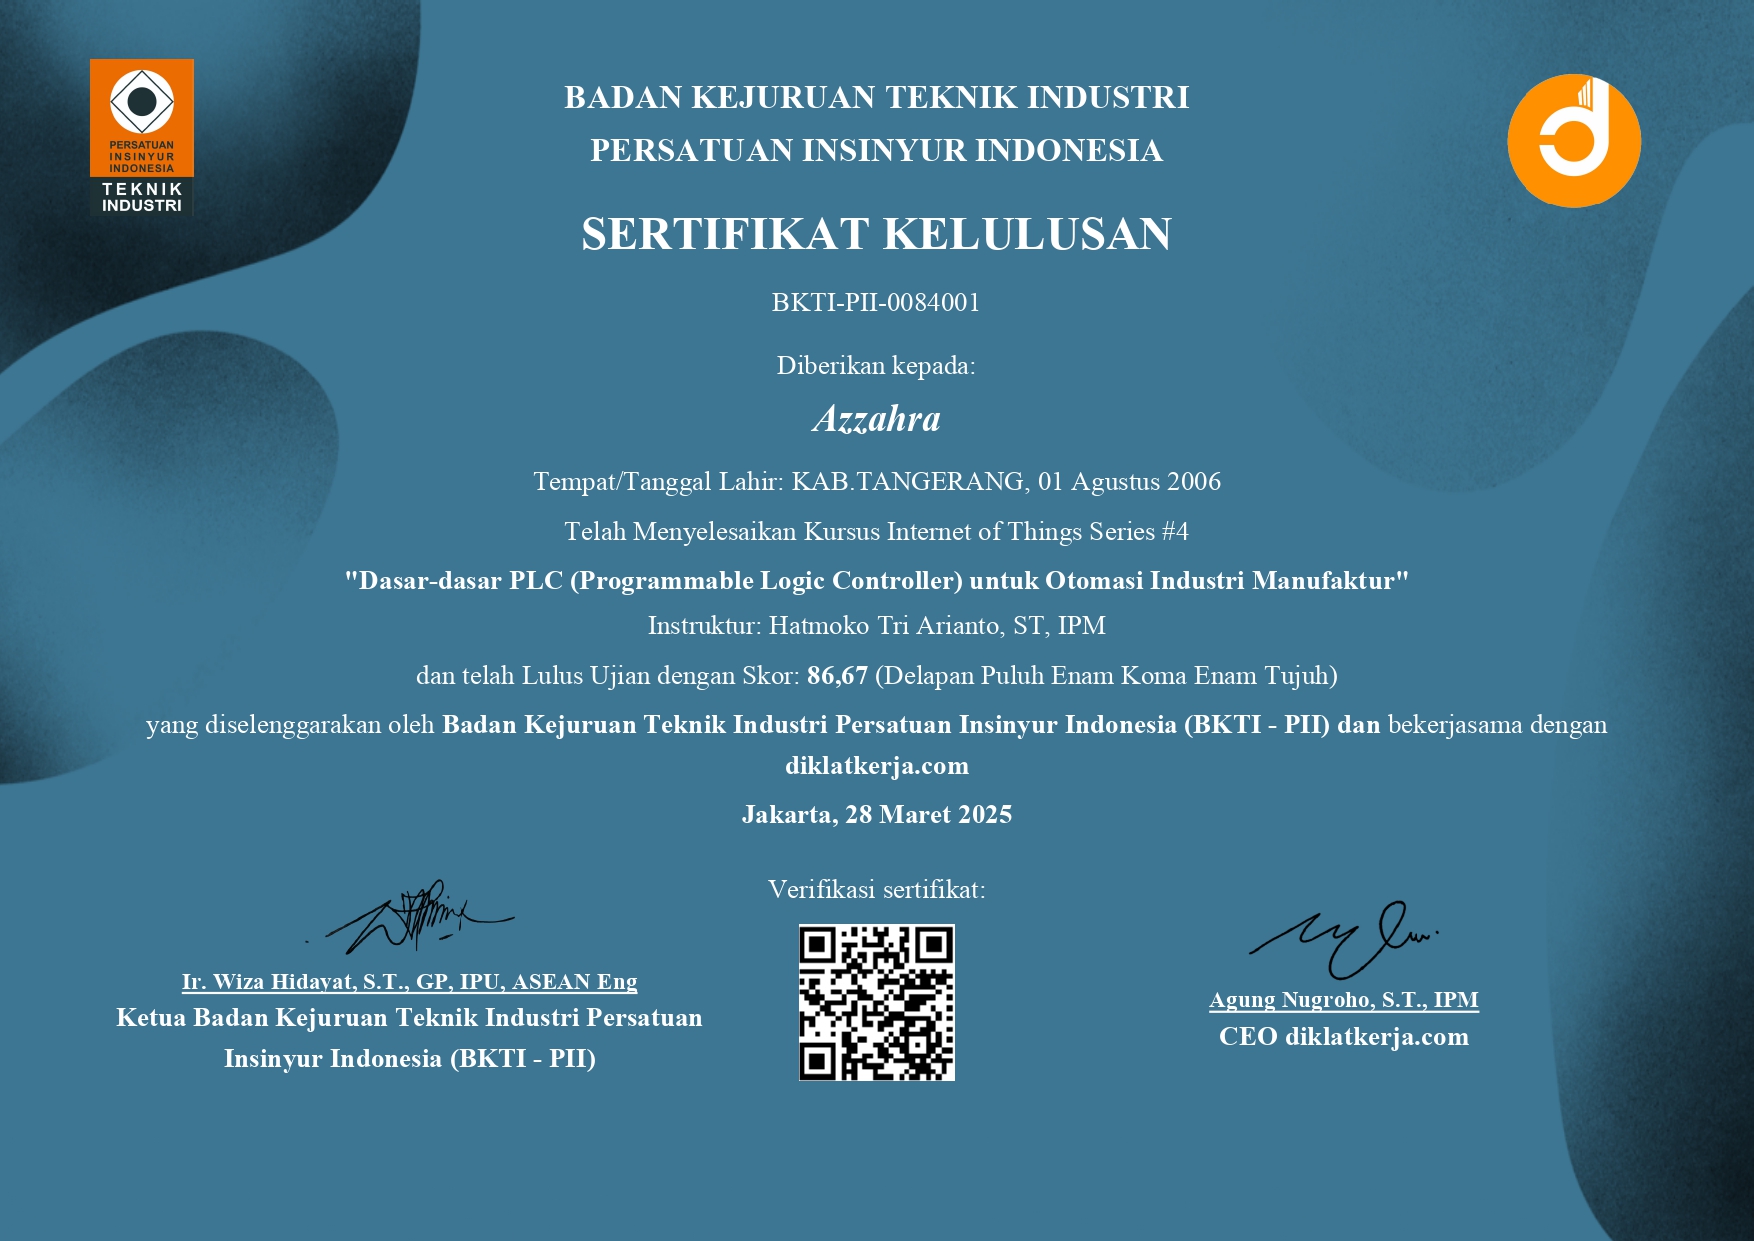 PERSATUAN
INSINYUR
INDONESIA
TEKNIK
INDUSTRI
BADAN KEJURUAN TEKNIK INDUSTRI
PERSATUAN INSINYUR INDONESIA
SERTIFIKAT KELULUSAN
BKTI-PII-0084001
Diberikan kepada:
Azzahra
Tempat/Tanggal Lahir: KAB.TANGERANG, 01 Agustus 2006
Telah Menyelesaikan Kursus Internet of Things Series #4
"Dasar-dasar PLC (Programmable Logic Controller) untuk Otomasi Industri Manufaktur"
Instruktur: Hatmoko Tri Arianto, ST, IPM
dan telah Lulus Ujian dengan Skor: 86,67 (Delapan Puluh Enam Koma Enam Tujuh)
yang diselenggarakan oleh Badan Kejuruan Teknik Industri Persatuan Insinyur Indonesia (BKTI - PII) dan bekerjasama dengan
diklatkerja.com
Jakarta, 28 Maret 2025
Verifikasi sertifikat:
Ir. Wiza Hidayat, S.T., GP, IPU, ASEAN Eng
Ketua Badan Kejuruan Teknik Industri Persatuan
Insinyur Indonesia (BKTI - PII)
Agung Nugroho, S.T., IPM
CEO diklatkerja.com